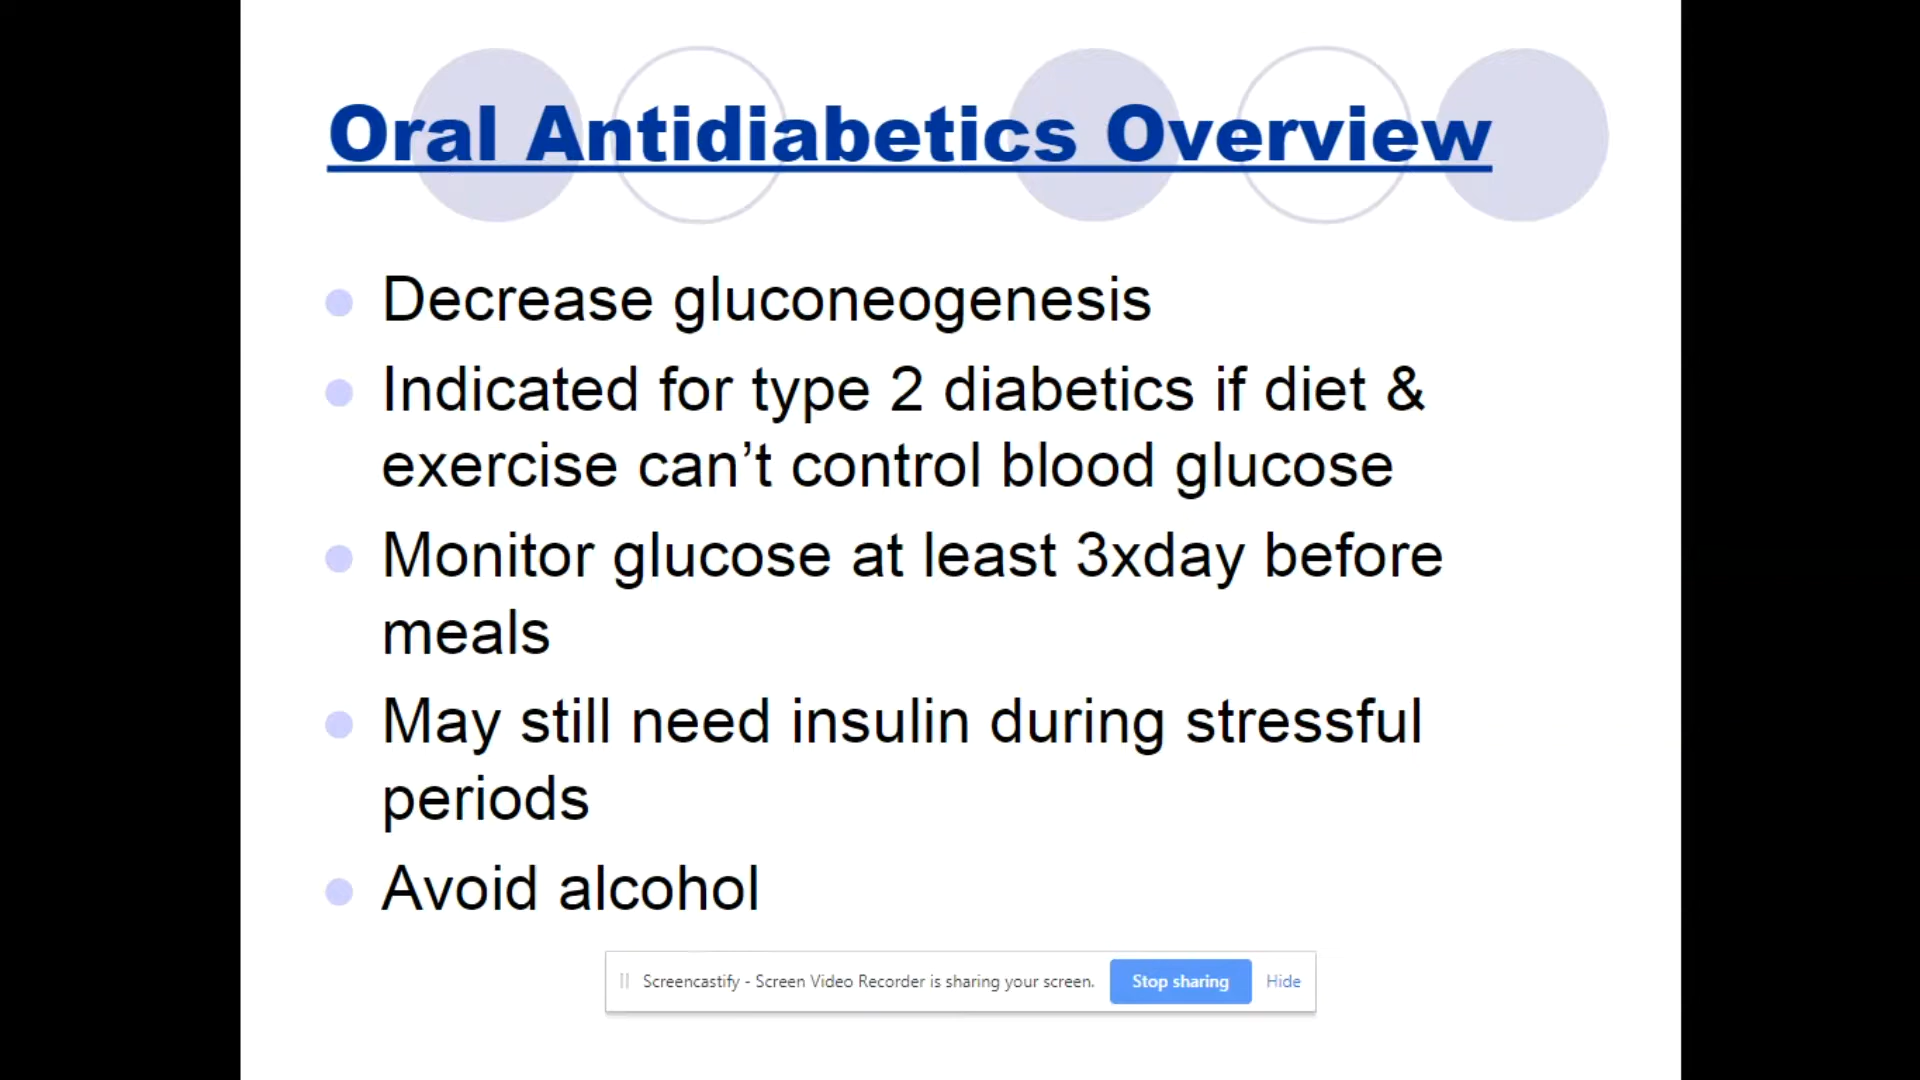 Oral Antidiabetics Overview
Decrease gluconeogenesis
Indicated for type 2 diabetics if diet &
exercise can’t control blood glucose
Monitor glucose at least 3xday before
meals
May still need insulin during stressful
periods
Avoid alcohol
Screencastify - Screen Video Recorder is sharing your screen. Stop sharing Hide